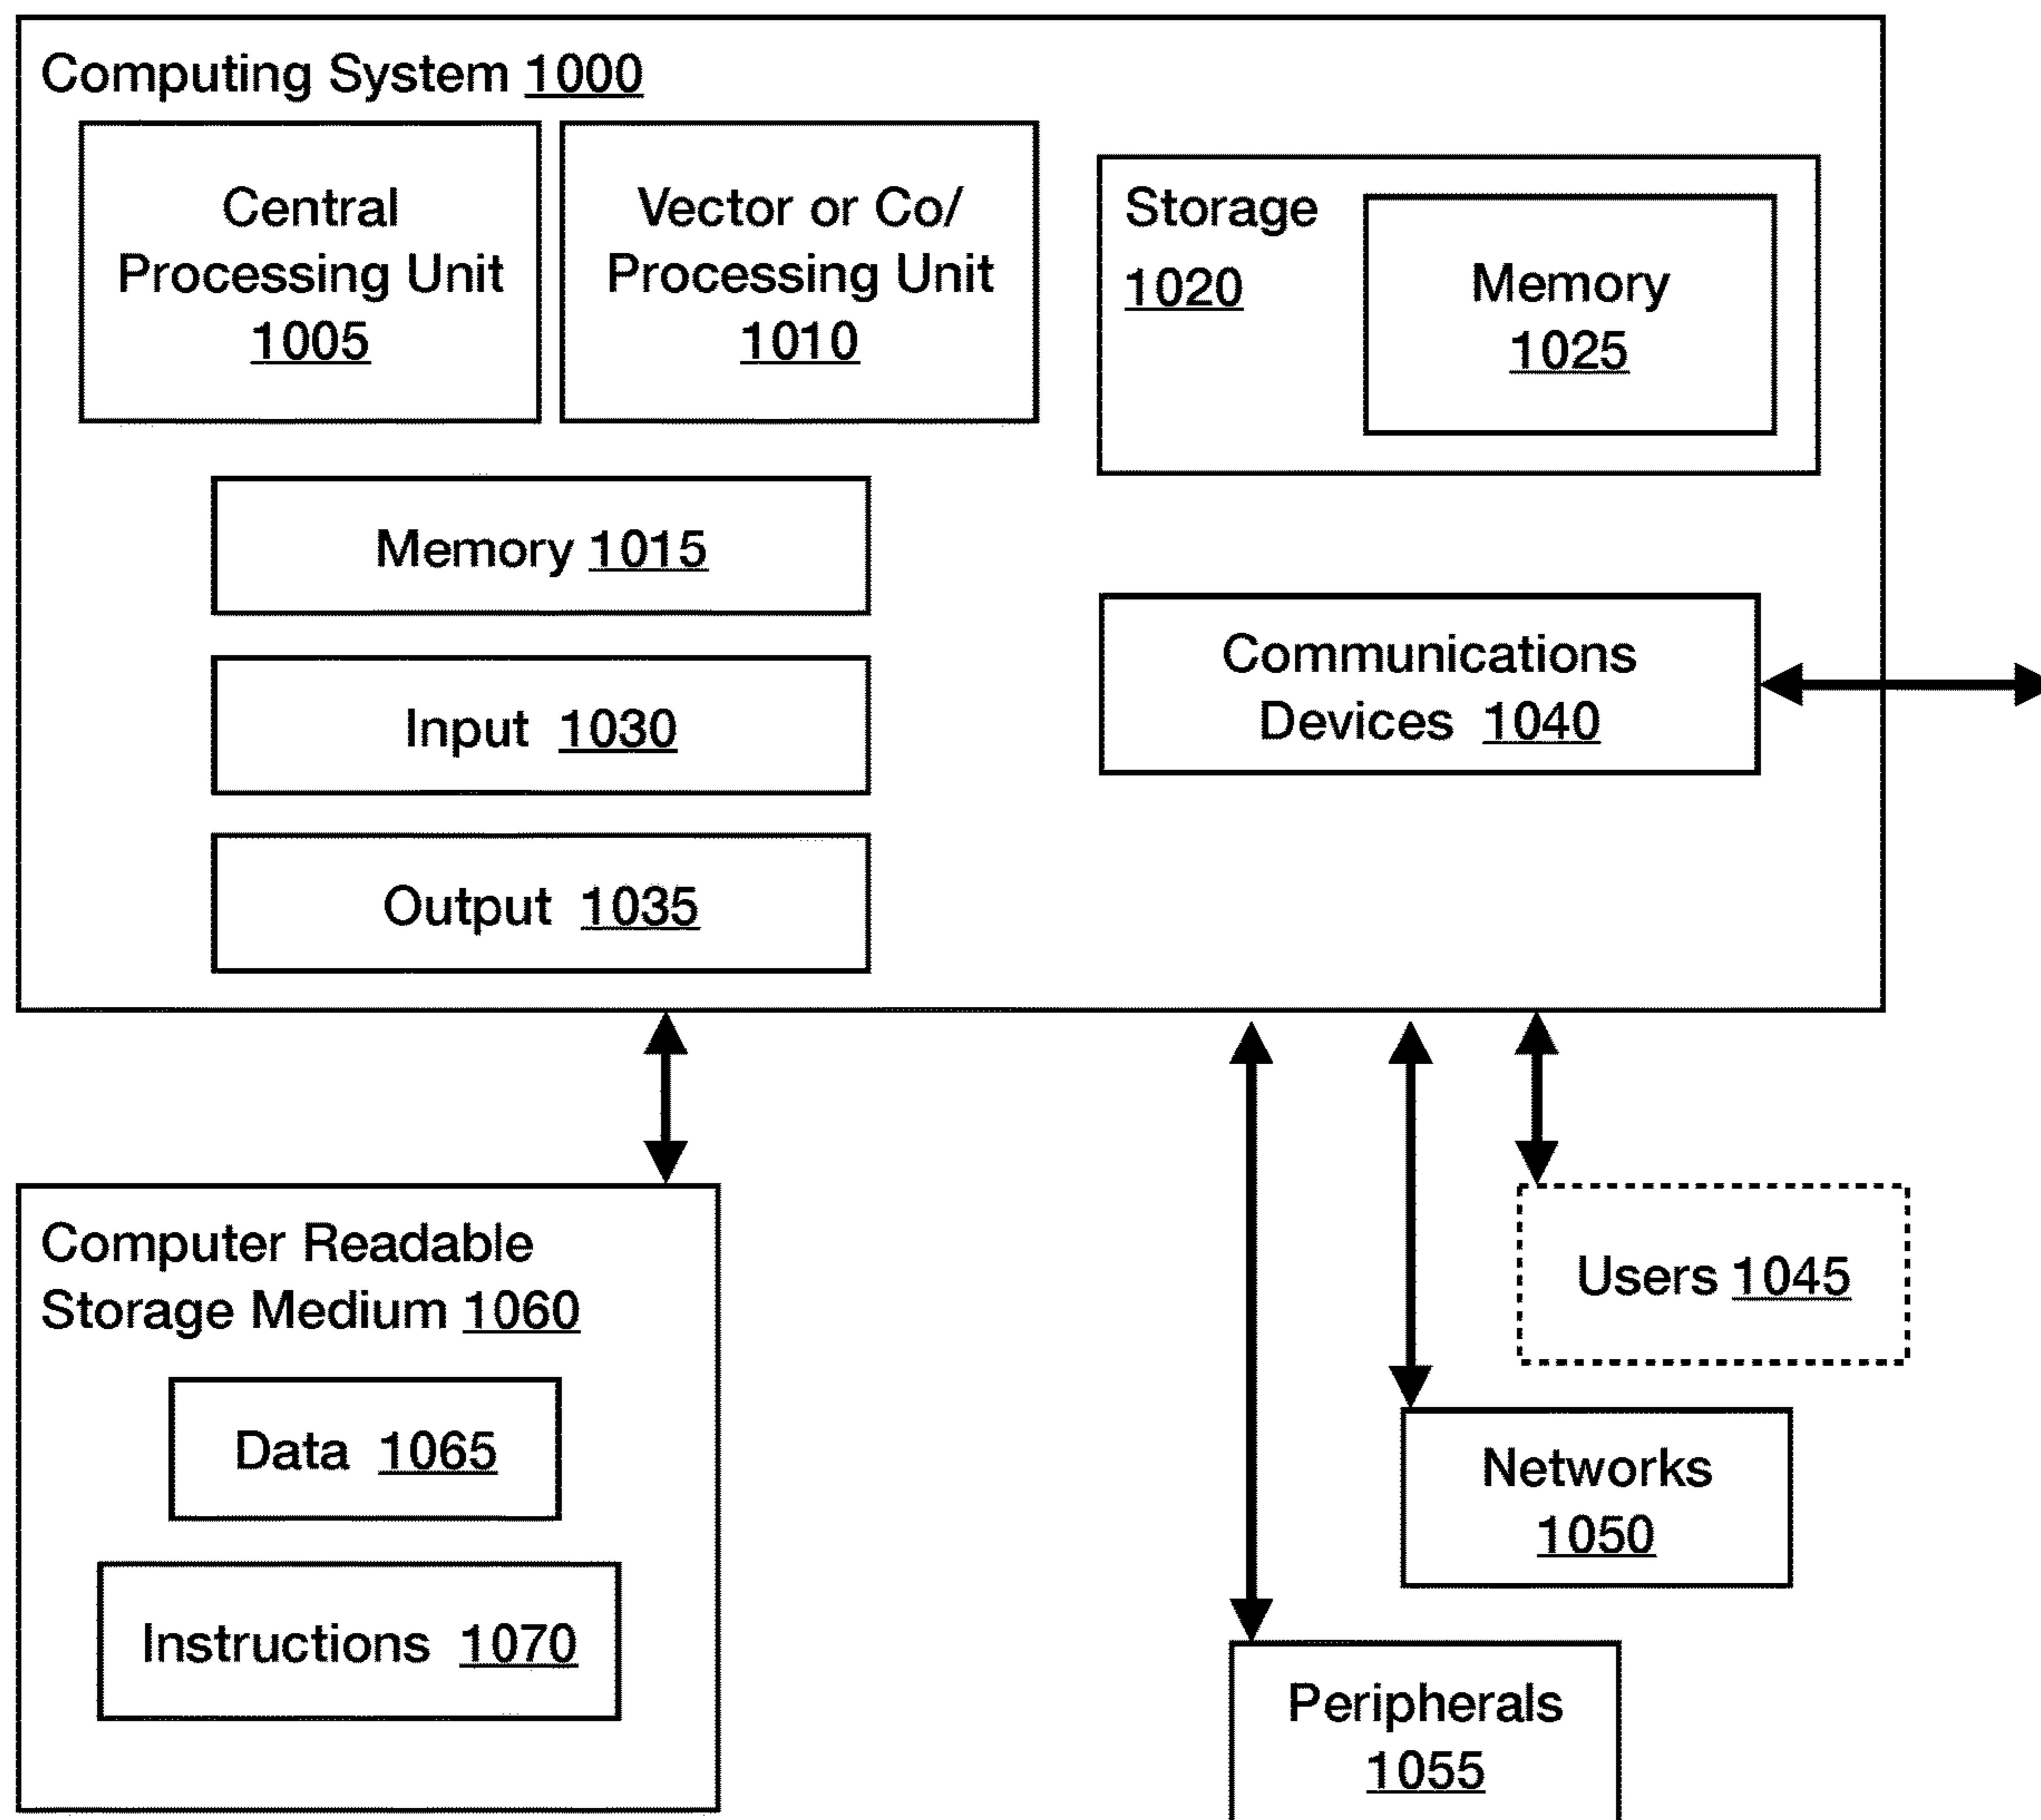 Computing System 1000
Central
Processing Unit
1005
Vector or Co/
Processing Unit
1010
Storage
1020
Memory
1025
Memory 1015
Input 1030
Output 1035
Communications
Devices 1040
Computer Readable
Storage Medium 1060
Data 1065
Instructions 1070
Users 1045
Networks
1050
Peripherals
1055